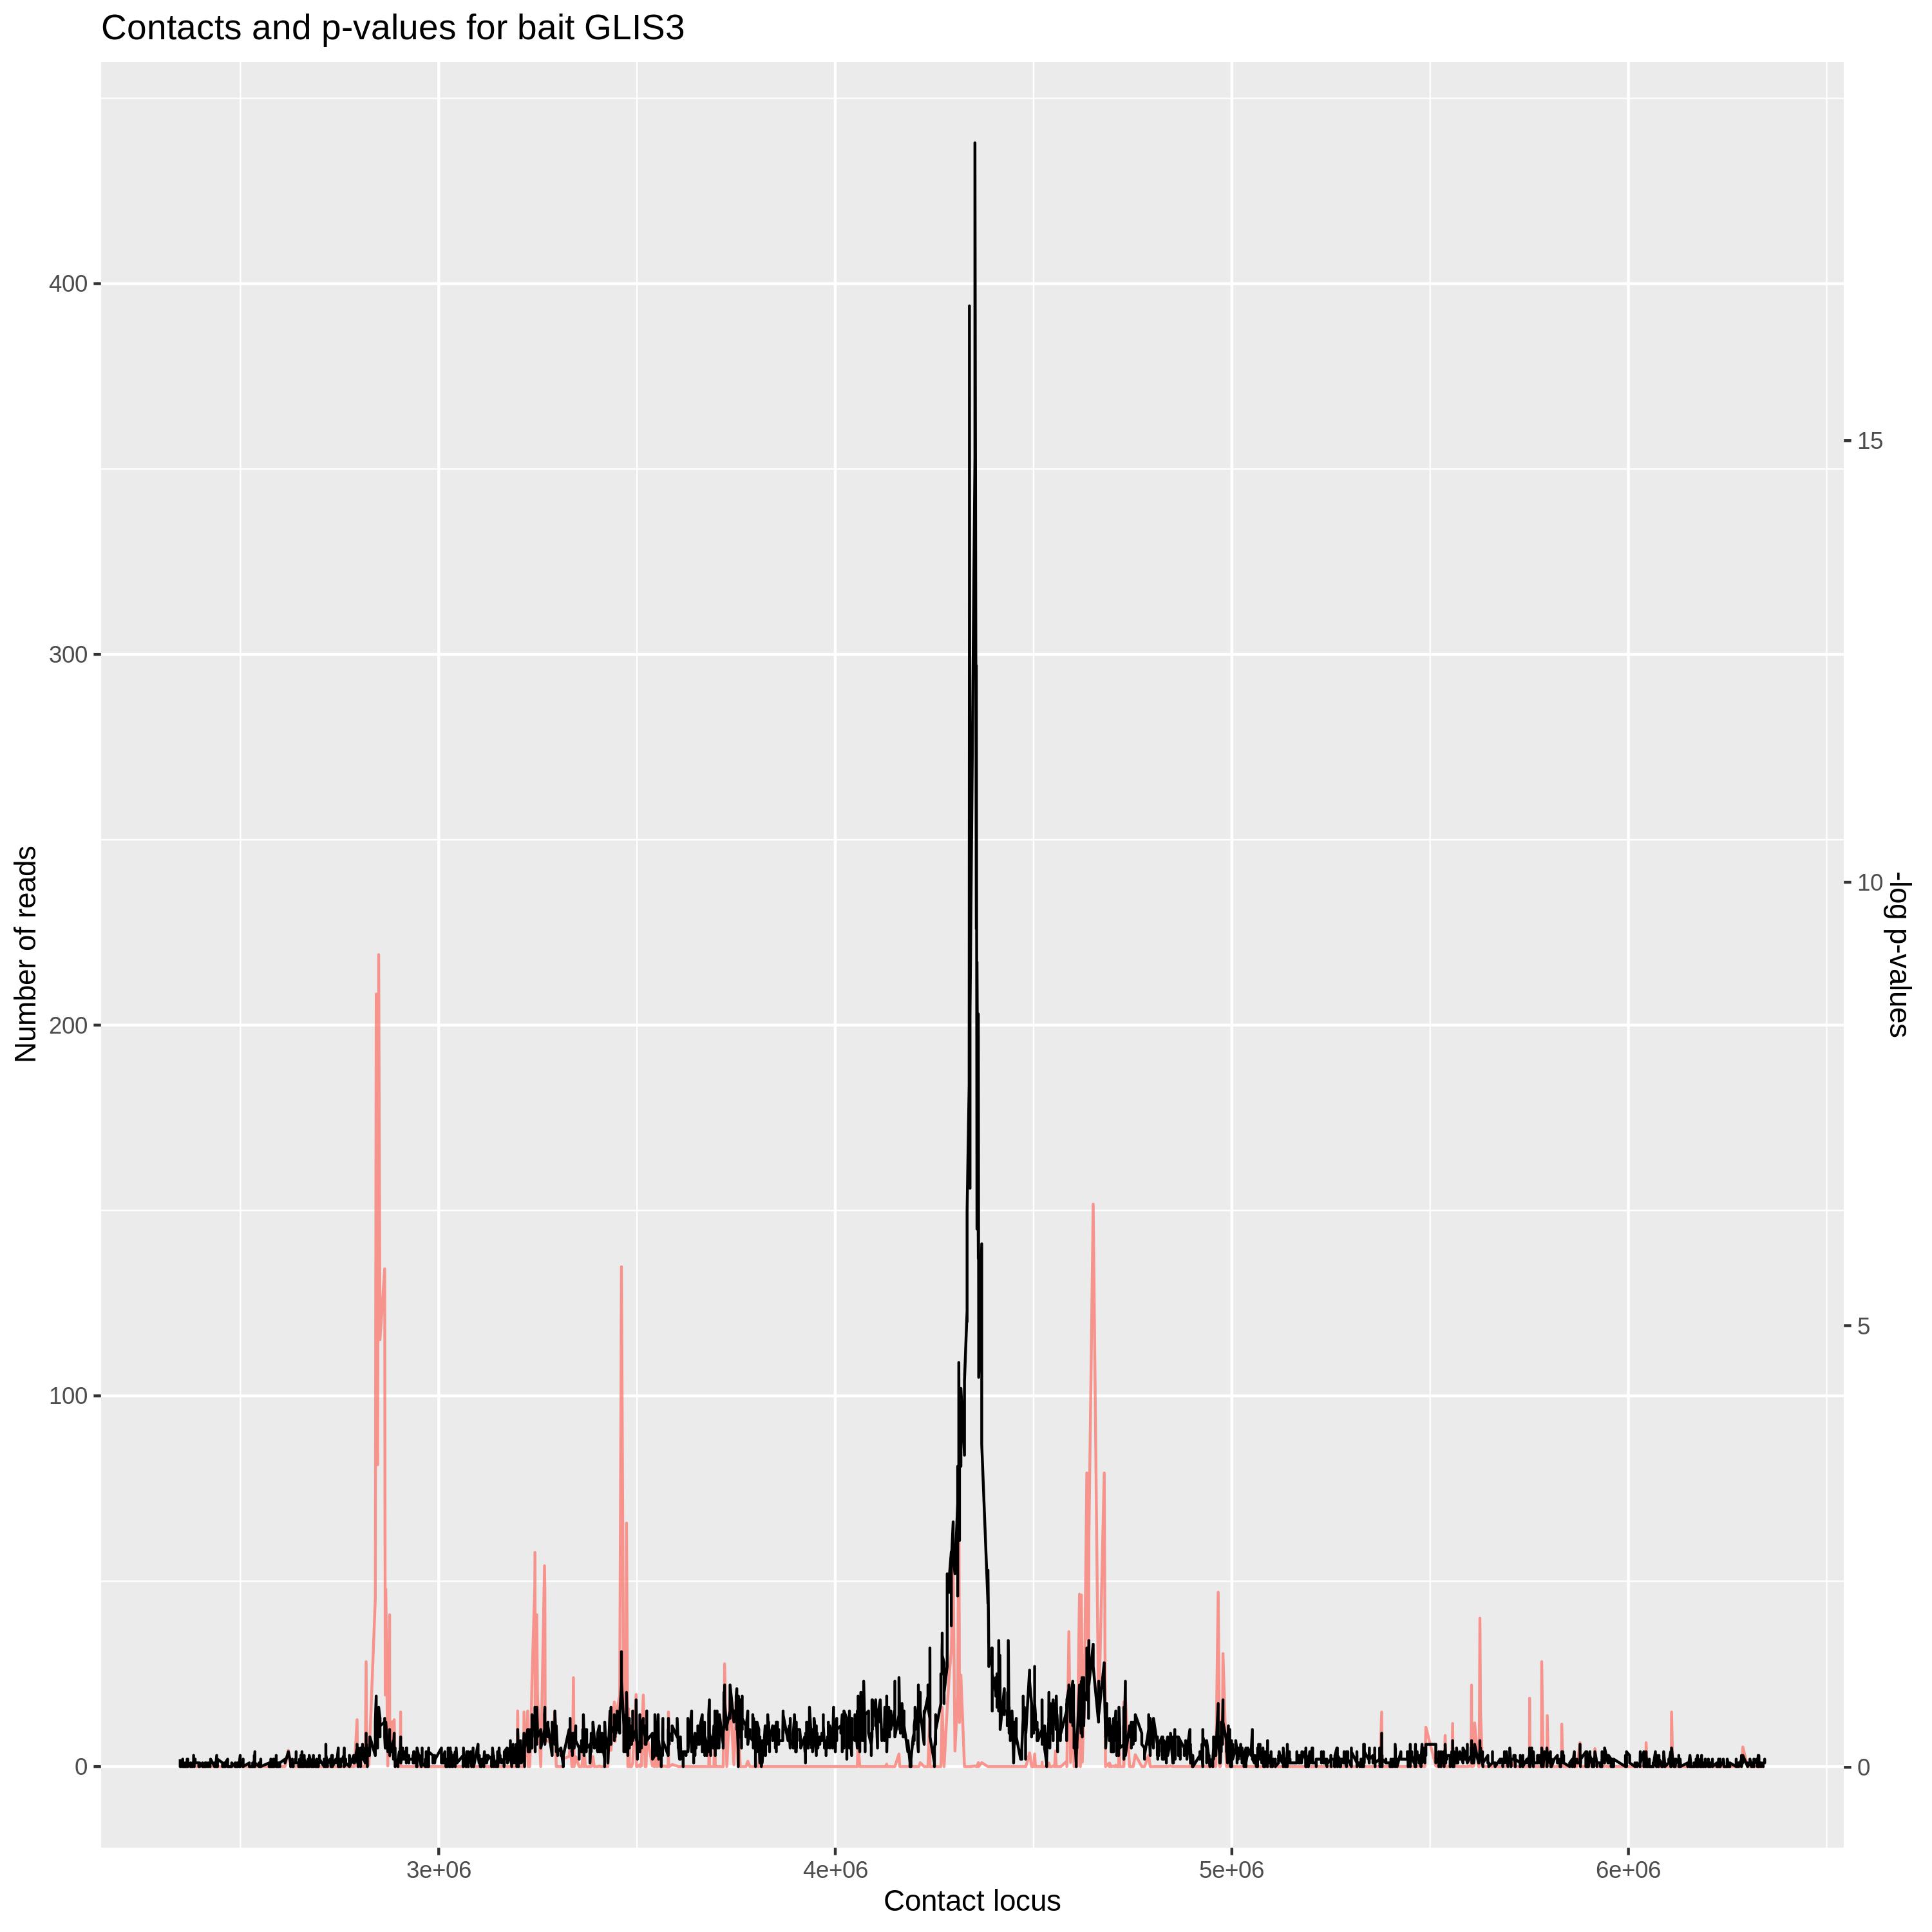 Contacts and p-values for bait GLIS3
400
300
200
100
0
Number of reads
15
10
5
0
-log p-values
3e+06
4e+06
5e+06
6e+06
Contact locus